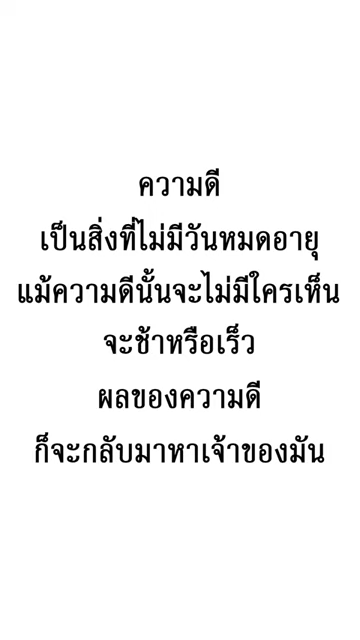 ความดี
เป็นสิ่งที่ไม่มีวันหมดอายุ
แม้ความดีนั้นจะไม่มีใครเห็น
จะช้าหรือเร็ว
ผลของความดี
ก็จะกลับมาหาเจ้าของมัน